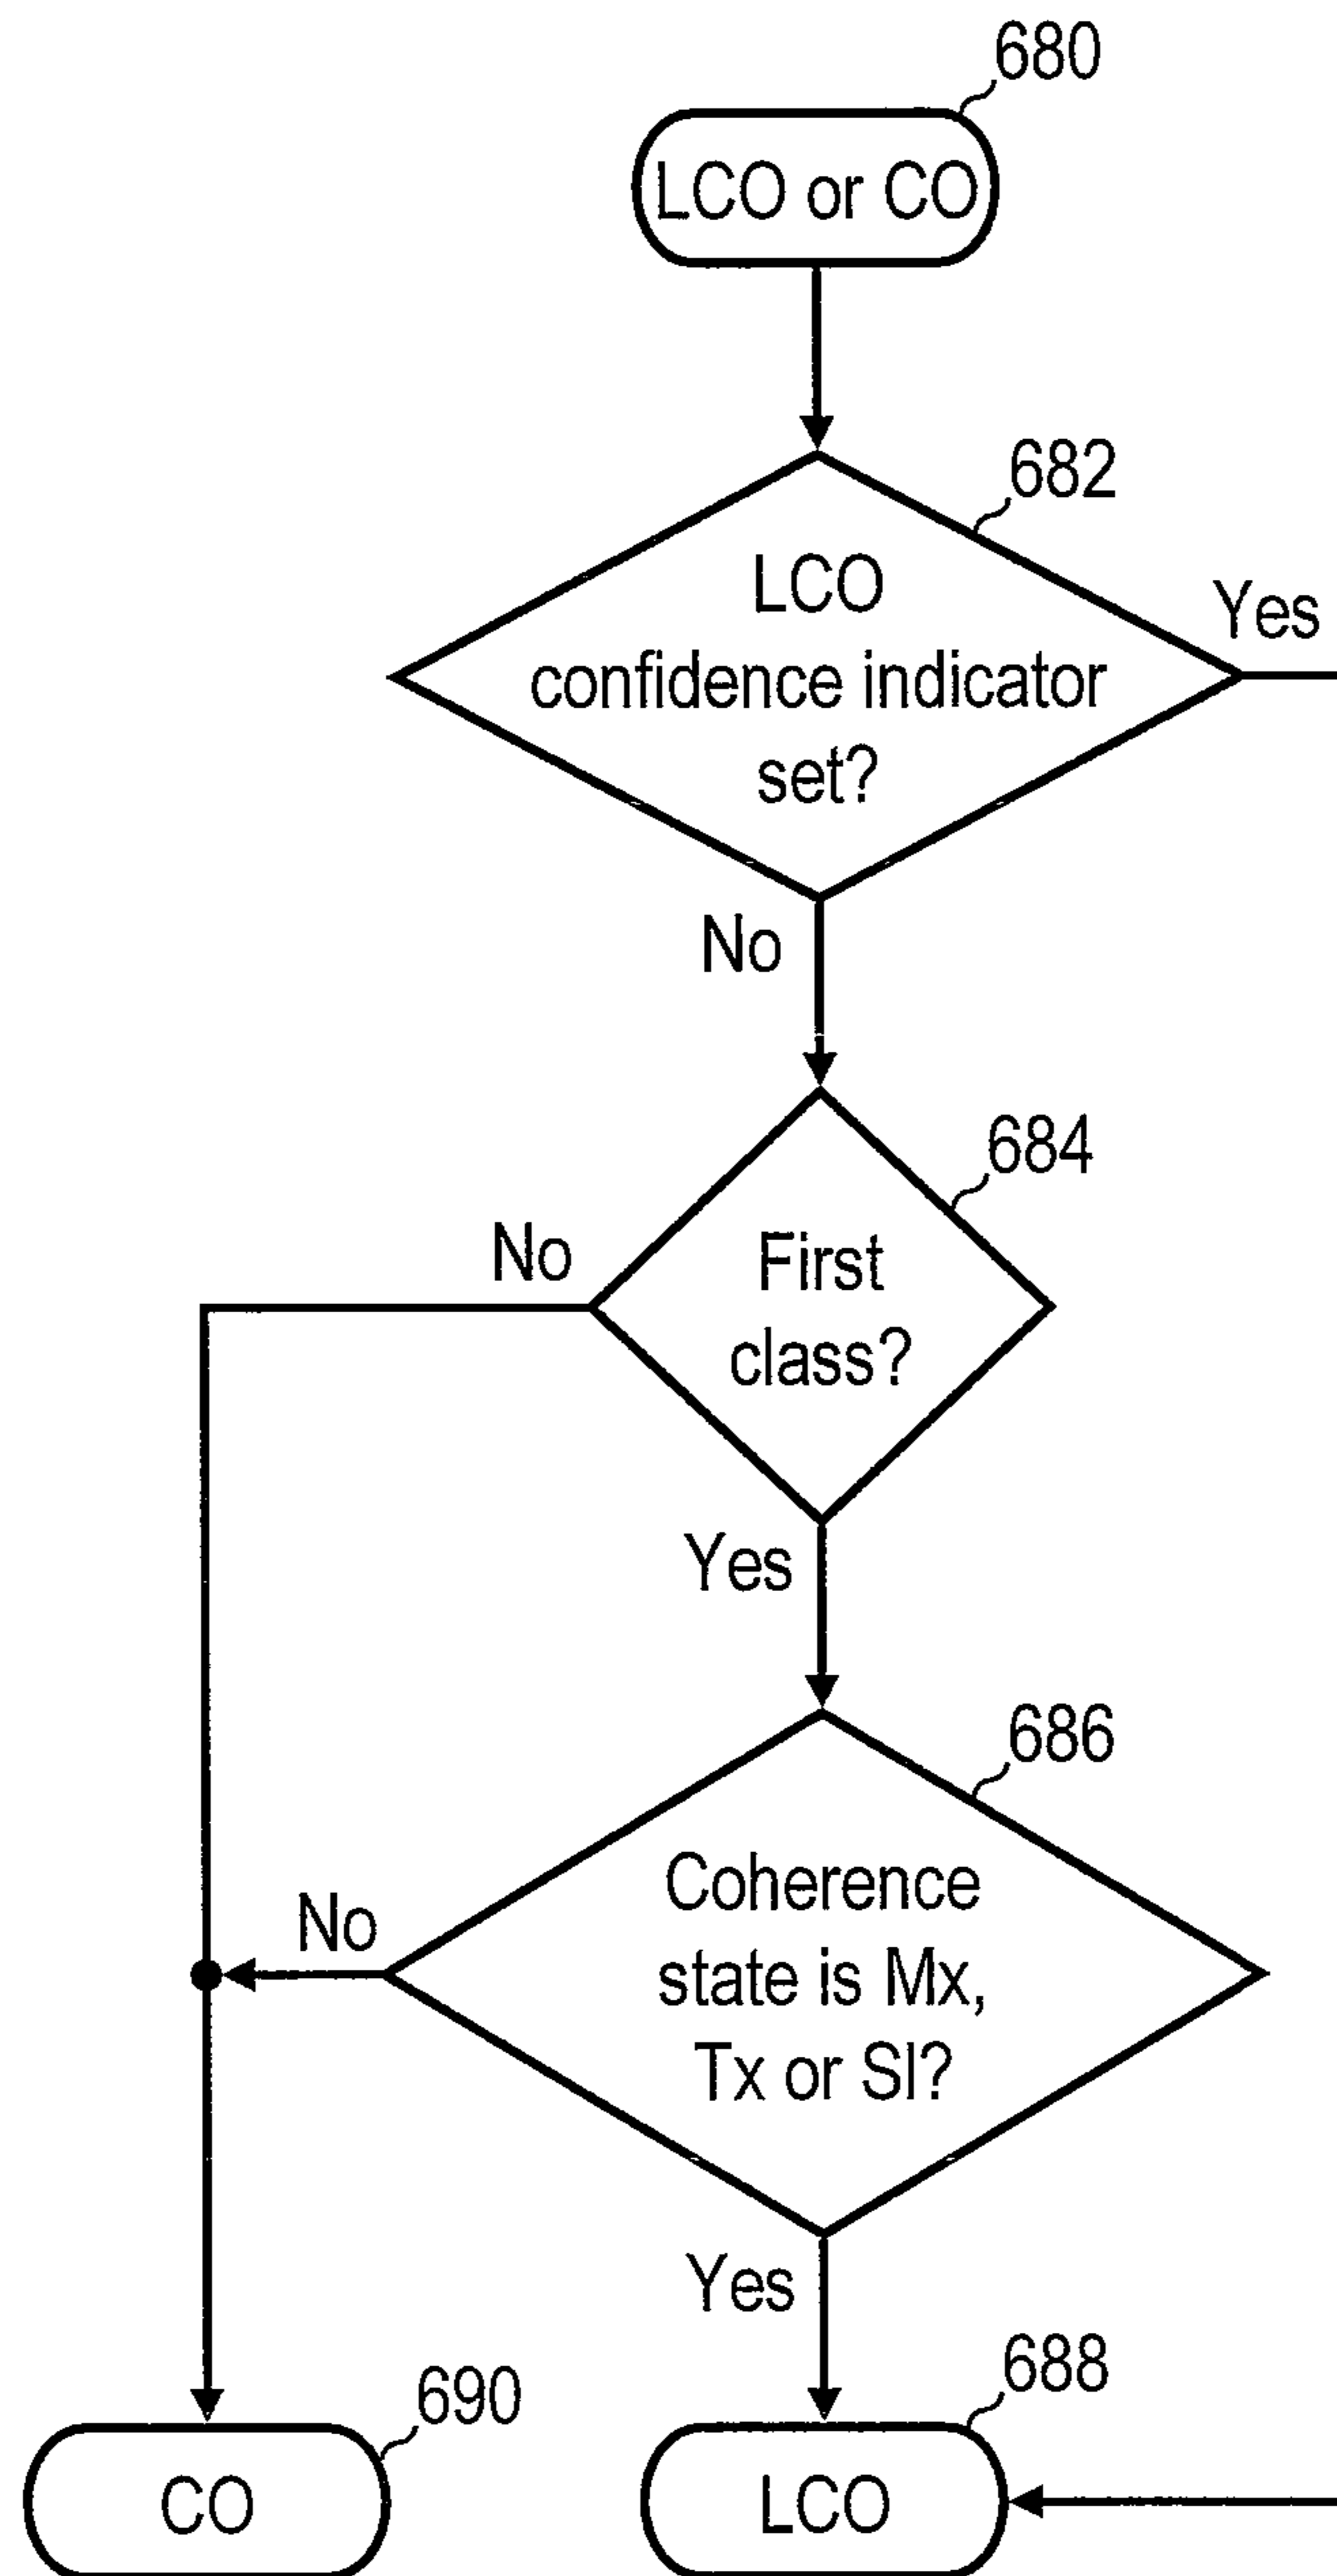 680
LCO or CO
682
LCO
confidence indicator
set?
Yes
No
684
First
class?
No
Yes
686
Coherence
state is Mx,
Tx or Sl?
No
Yes
690
CO
688
LCO